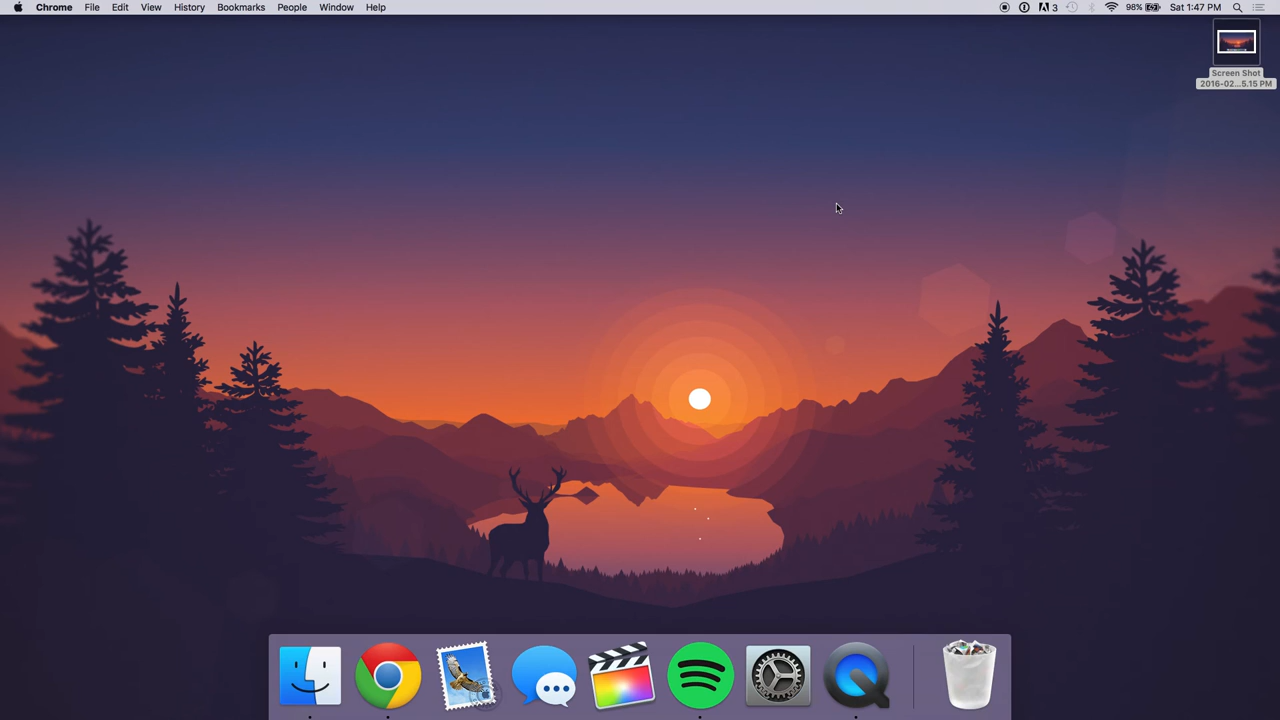 Chrome File Edit View History Bookmarks People Window Help 3 98% Sat 1:47 PM
Screen Shot
2016-02...5.15 PM